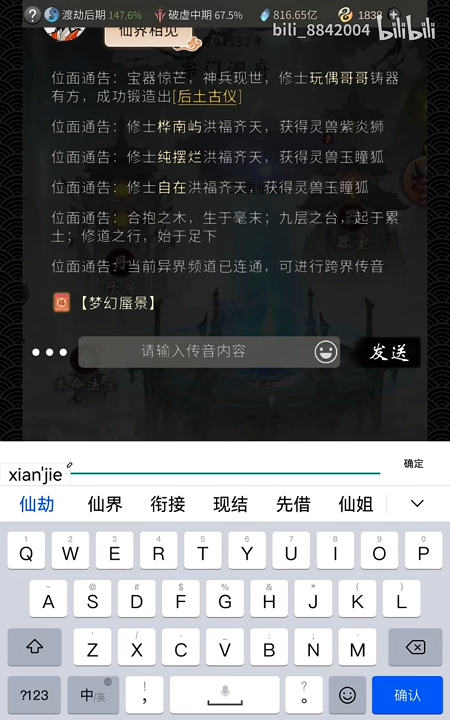 渡劫后期 147.6% 破虚中期 67.5% 816.65亿 1838
bili_8842004 bilibili
仙界相见
位面通告：宝器惊芒，神兵现世，修士玩偶哥哥铸器
有方，成功锻造出[后土古仪]
位面通告：修士桦南屿洪福齐天，获得灵兽紫炎狮
位面通告：修士纯摆烂洪福齐天，获得灵兽玉瞳狐
位面通告：修士自在洪福齐天，获得灵兽玉瞳狐
位面通告：合抱之木，生于毫末；九层之台，起于累
土；修道之行，始于足下
位面通告：当前异界频道已连通，可进行跨界传音
【梦幻蜃景】
请输入传音内容
发送
xian'jie
确定
仙劫 仙界 衔接 现结 先借 仙姐
1 2 3 4 5 6 7 8 9 0
Q W E R T Y U I O P
~ @ # $ % & * ( )
A S D F G H J K L
' / - _ : ; 、
Z X C V B N M
?123 中/英 ！， ？。 确认